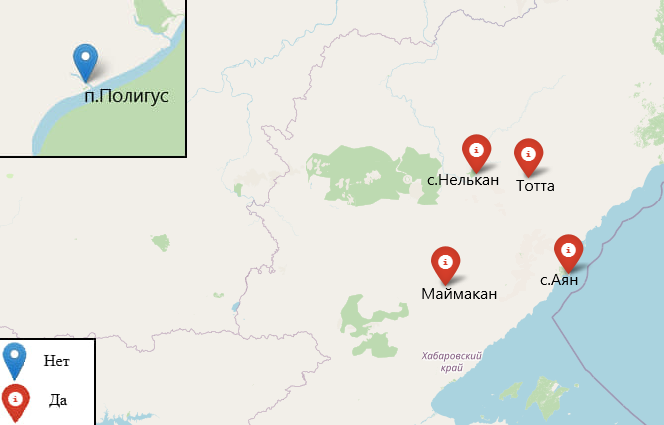 п.Полигус
с.Нелькан
Тотта
с.Аян
Маймакан
Хабаровский
край
Нет
Да